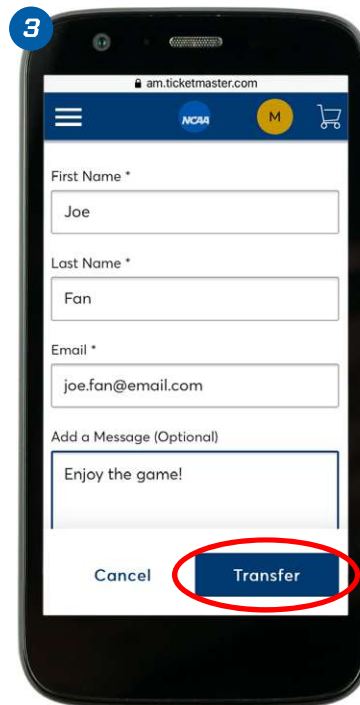 3
am.ticketmaster.com
NCAA
M
First Name *
Joe
Last Name *
Fan
Email *
joe.fan@email.com
Add a Message (Optional)
Enjoy the game!
Cancel Transfer